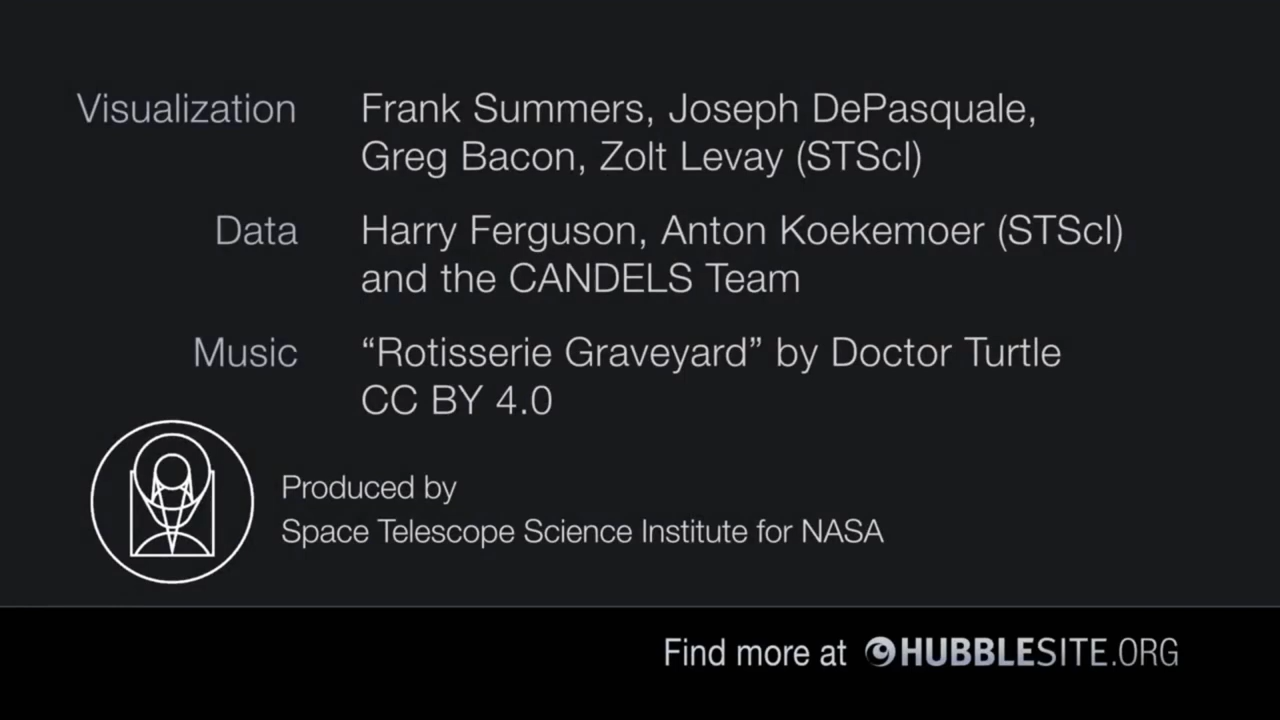 Visualization Frank Summers, Joseph DePasquale,
Greg Bacon, Zolt Levay (STScI)
Data Harry Ferguson, Anton Koekemoer (STScI)
and the CANDELS Team
Music “Rotisserie Graveyard” by Doctor Turtle
CC BY 4.0
Produced by
Space Telescope Science Institute for NASA
Find more at HUBBLESITE.ORG